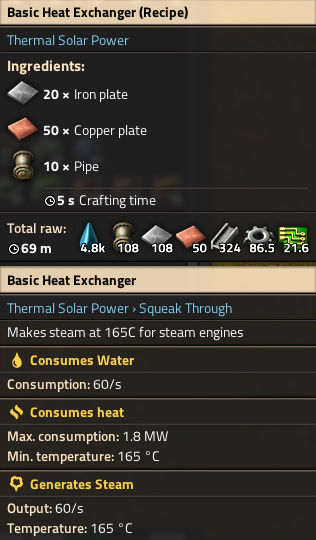 Basic Heat Exchanger (Recipe)
Thermal Solar Power
Ingredients:
20 × Iron plate
50 × Copper plate
10 × Pipe
5 s Crafting time
Total raw:
69 m 4.8k 108 108 50 324 86.5 21.6
Basic Heat Exchanger
Thermal Solar Power › Squeak Through
Makes steam at 165C for steam engines
Consumes Water
Consumption: 60/s
Consumes heat
Max. consumption: 1.8 MW
Min. temperature: 165 °C
Generates Steam
Output: 60/s
Temperature: 165 °C